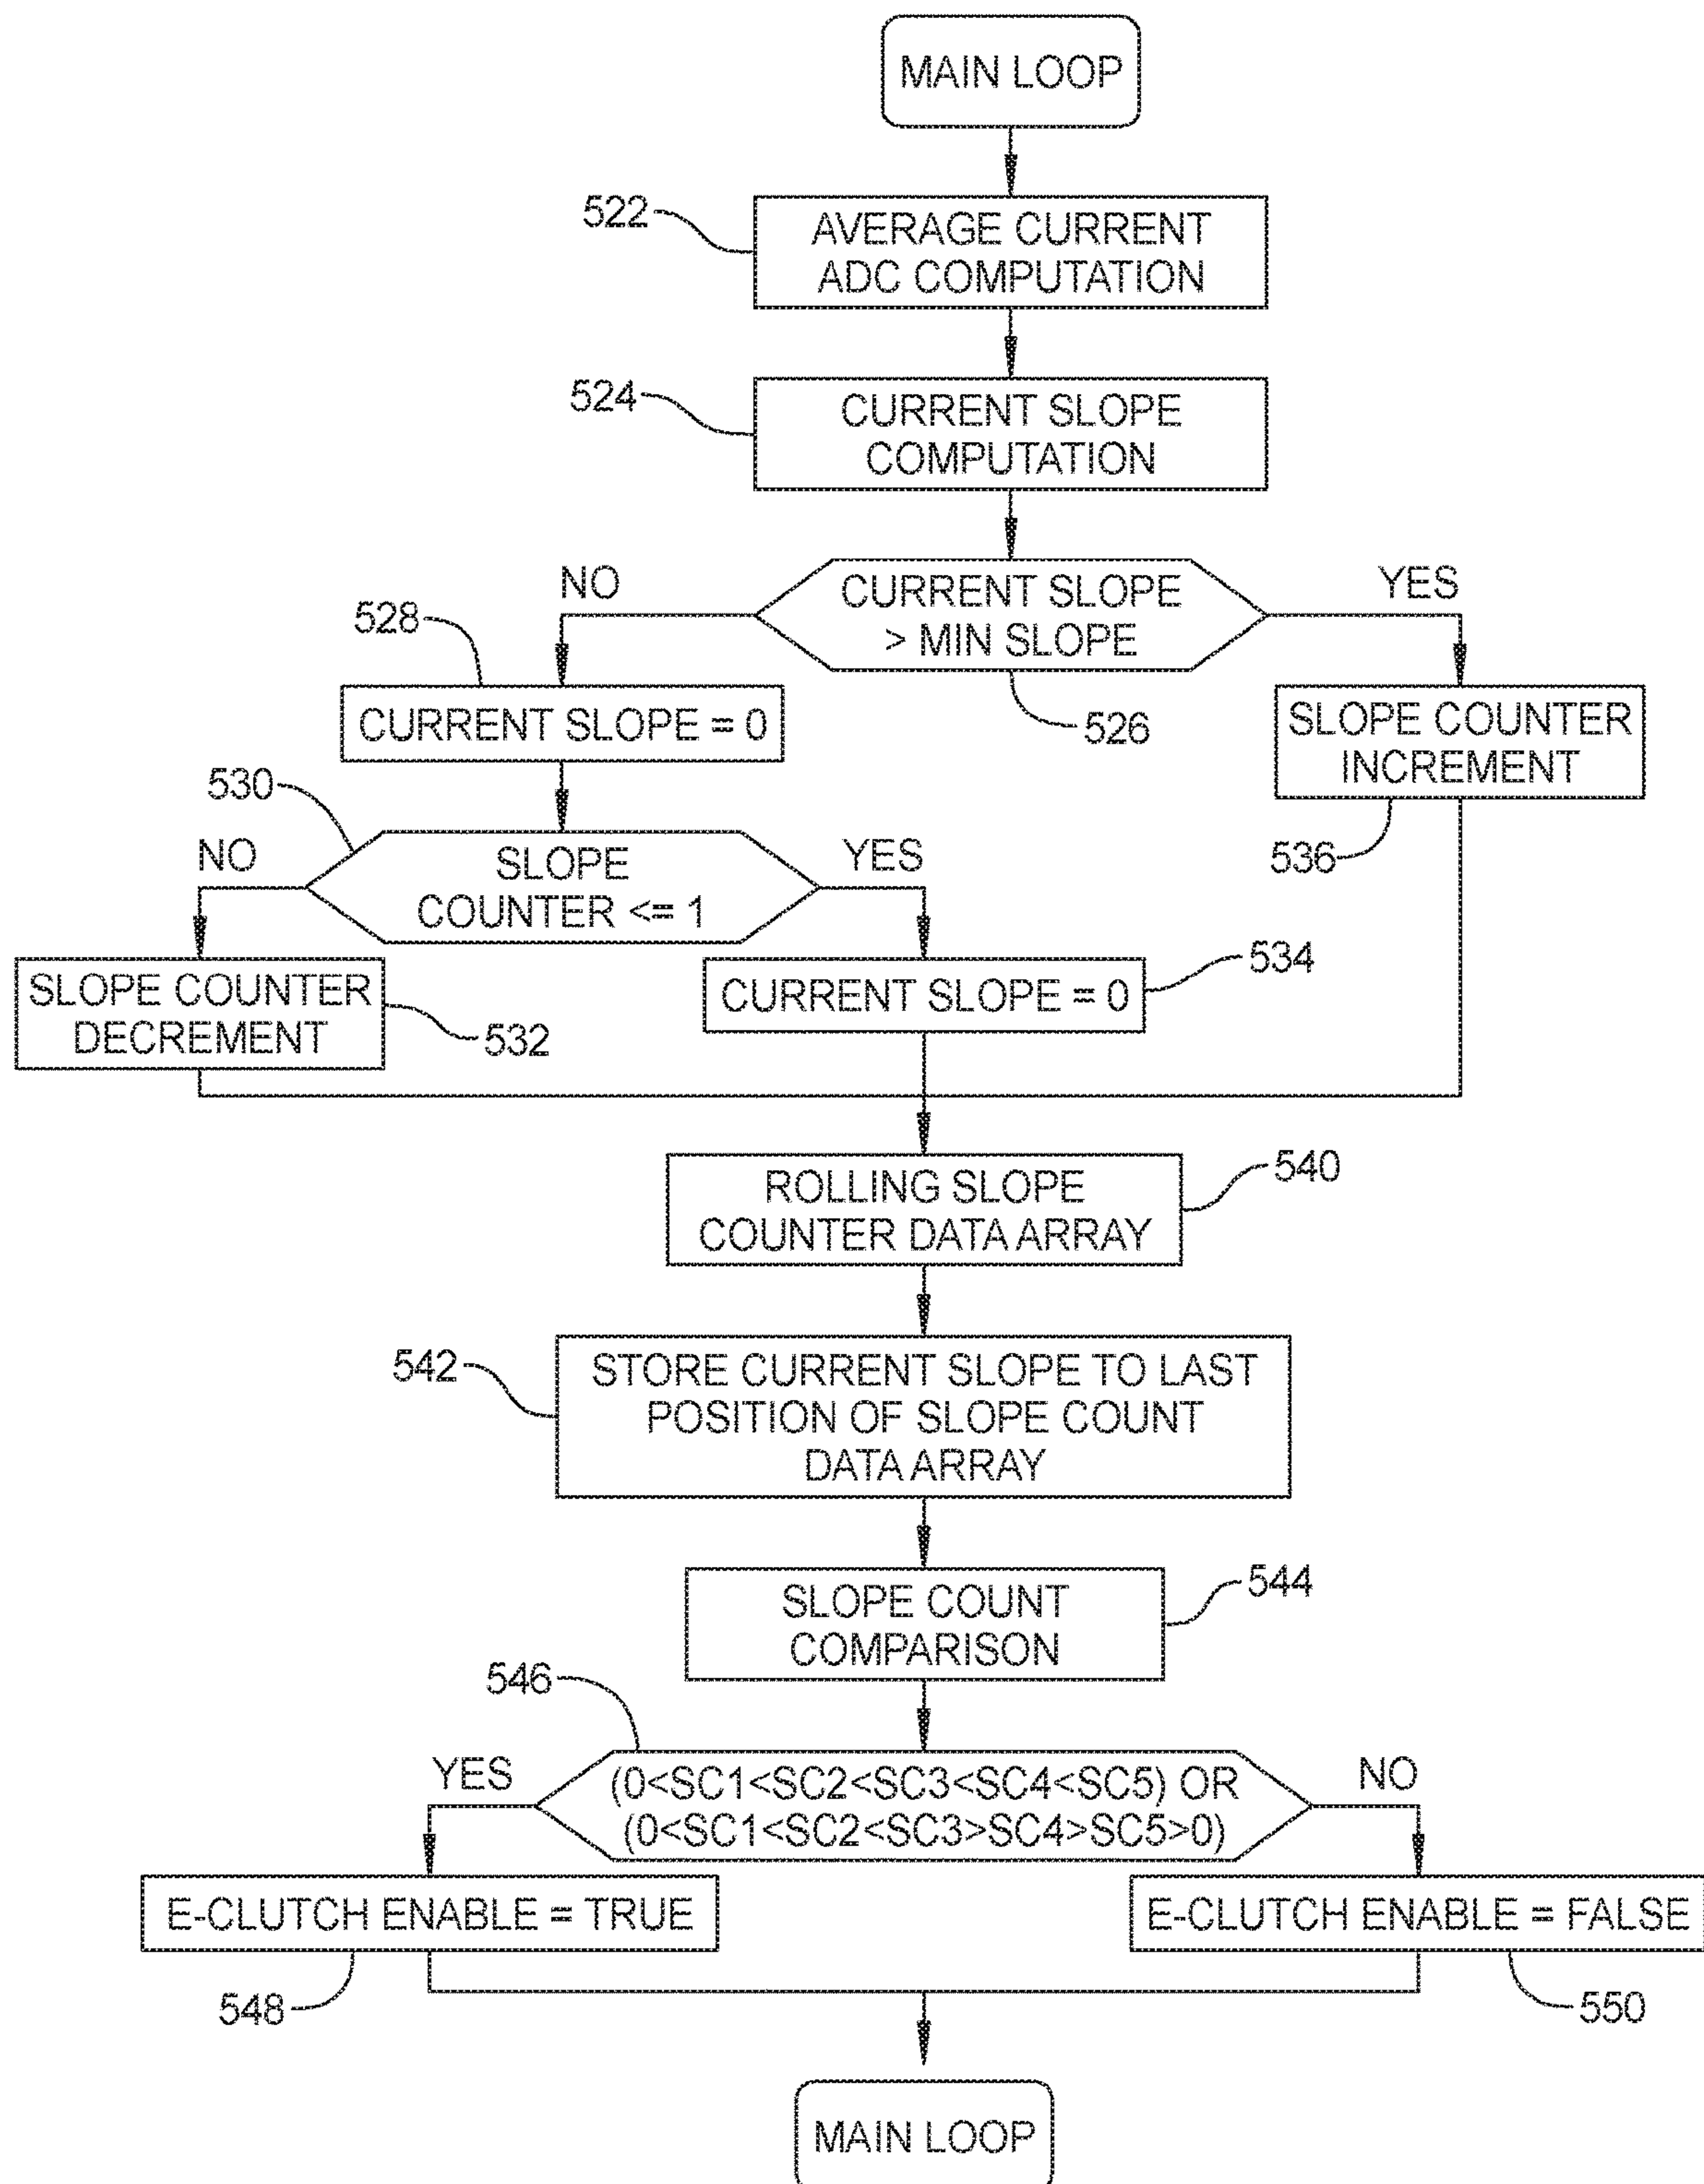 MAIN LOOP
522
AVERAGE CURRENT
ADC COMPUTATION
524
CURRENT SLOPE
COMPUTATION
NO
CURRENT SLOPE
> MIN SLOPE
YES
526
528
CURRENT SLOPE = 0
SLOPE COUNTER
INCREMENT
536
530
NO
SLOPE
COUNTER <= 1
YES
SLOPE COUNTER
DECREMENT
532
CURRENT SLOPE = 0
534
ROLLING SLOPE
COUNTER DATA ARRAY
540
542
STORE CURRENT SLOPE TO LAST
POSITION OF SLOPE COUNT
DATA ARRAY
SLOPE COUNT
COMPARISON
544
546
YES
(0<SC1<SC2<SC3<SC4<SC5) OR
(0<SC1<SC2<SC3>SC4>SC5>0)
NO
E-CLUTCH ENABLE = TRUE
548
E-CLUTCH ENABLE = FALSE
550
MAIN LOOP